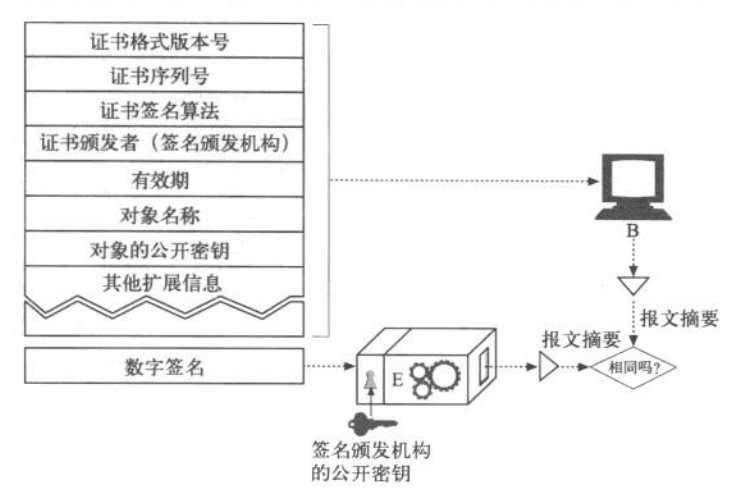 证书格式版本号
证书序列号
证书签名算法
证书颁发者（签名颁发机构）
有效期
对象名称
对象的公开密钥
其他扩展信息
B
报文摘要
数字签名
E
报文摘要
相同吗?
签名颁发机构
的公开密钥